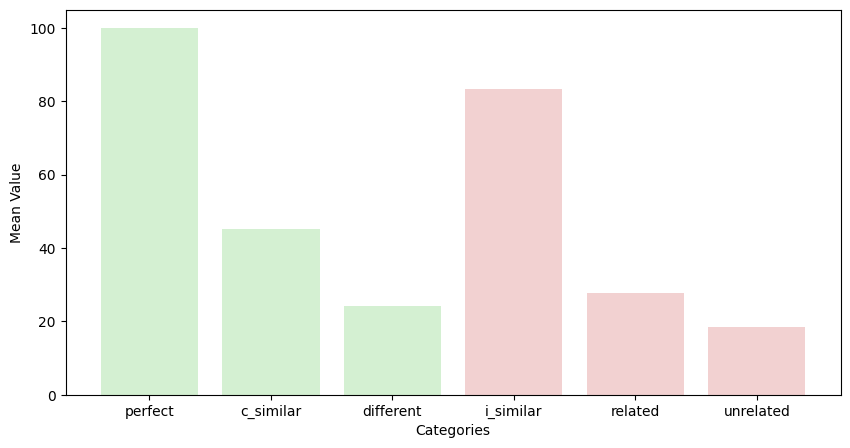 100
80
60
40
20
0
Mean Value
perfect c_similar different i_similar related unrelated
Categories